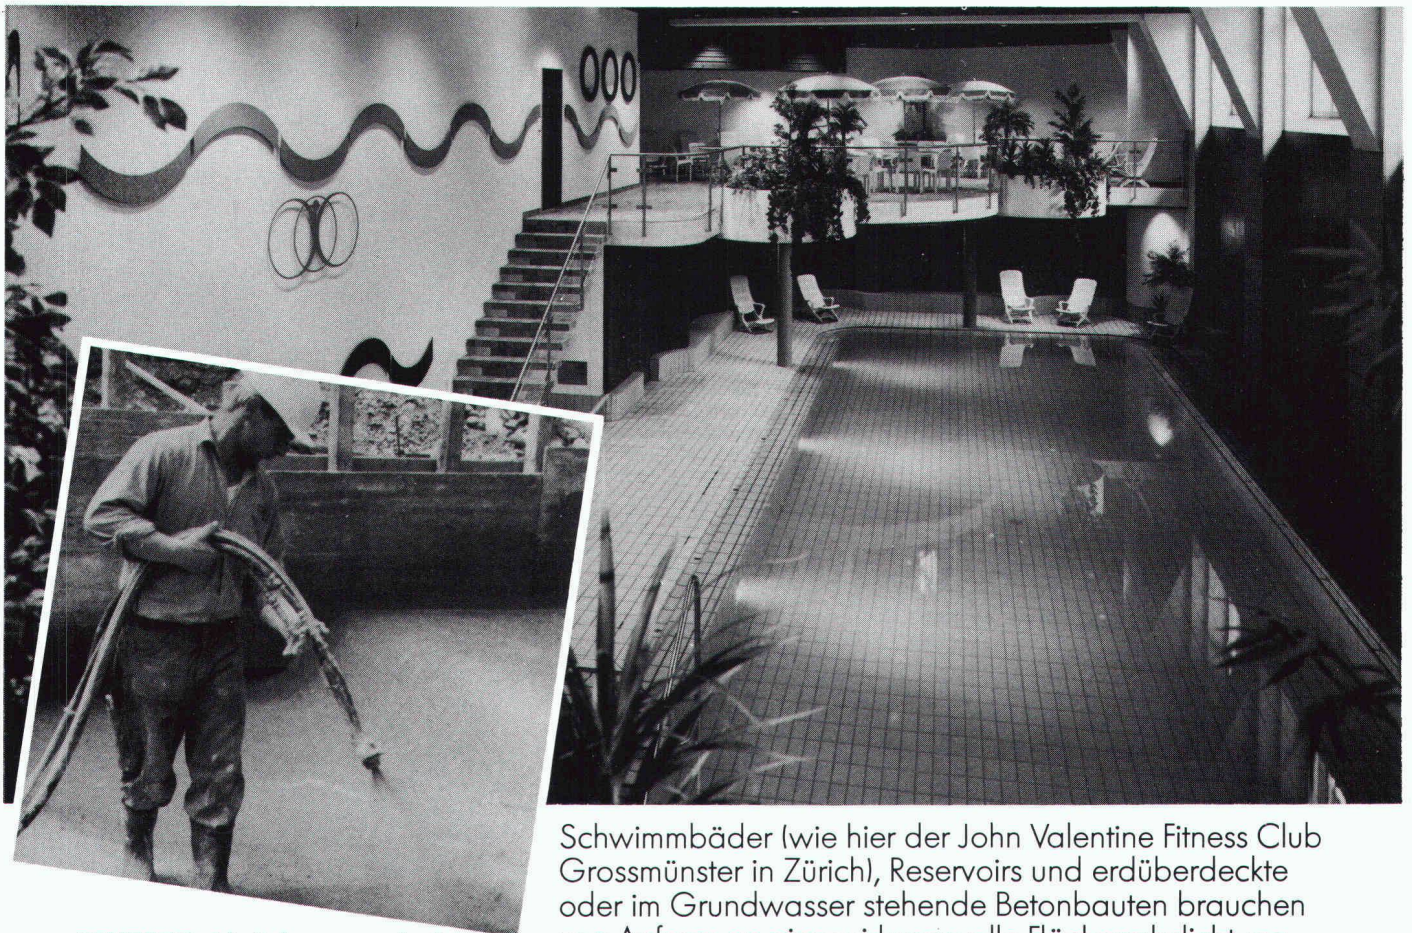 Schwimmbäder (wie hier der John Valentine Fitness Club
Grossmünster in Zürich), Reservoirs und erdüberdeckte
oder im Grundwasser stehende Betonbauten brauchen